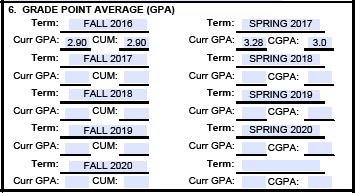 6. GRADE POINT AVERAGE (GPA)
Term: FALL 2016 Term: SPRING 2017
Curr GPA: 2.90 CUM: 2.90 Curr GPA: 3.28 CGPA: 3.0
Term: FALL 2017 Term: SPRING 2018
Curr GPA: CUM: Curr GPA: CGPA:
Term: FALL 2018 Term: SPRING 2019
Curr GPA: CUM: Curr GPA: CGPA:
Term: FALL 2019 Term: SPRING 2020
Curr GPA: CUM: Curr GPA: CGPA:
Term: FALL 2020 Term:
Curr GPA: CUM: Curr GPA: CGPA: